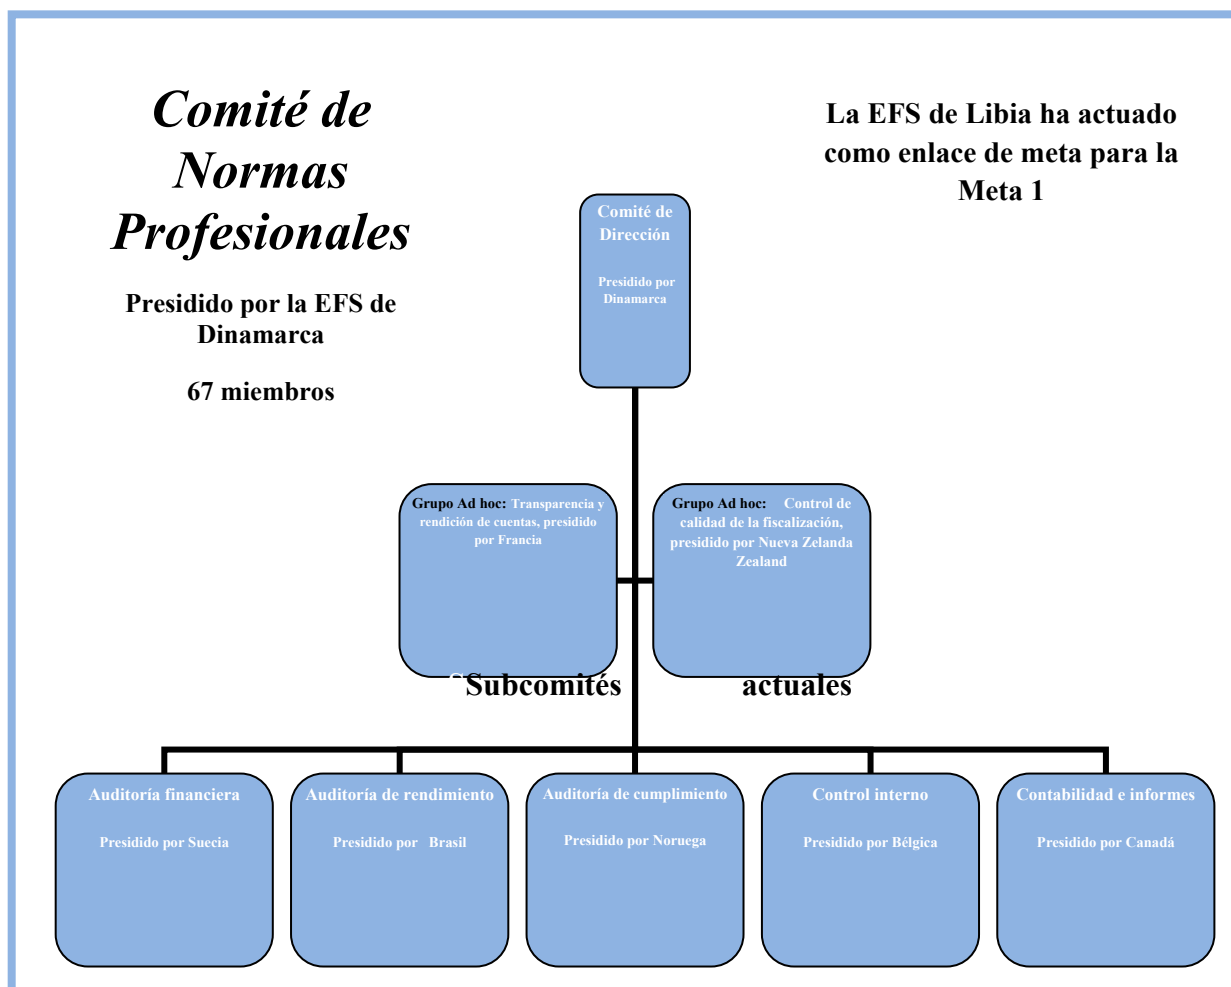 Comité de
Normas
Profesionales
Presidido por la EFS de
Dinamarca
67 miembros
La EFS de Libia ha actuado
como enlace de meta para la
Meta 1
Comité de
Dirección
Presidido por
Dinamarca
Grupo Ad hoc: Transparencia y
rendición de cuentas, presidido
por Francia
Grupo Ad hoc: Control de
calidad de la fiscalización,
presidido por Nueva Zelanda
Zealand
SSubcomités actuales
Auditoría financiera
Presidido por Suecia
Auditoría de rendimiento
Presidido por Brasil
Auditoría de cumplimiento
Presidido por Noruega
Control interno
Presidido por Bélgica
Contabilidad e informes
Presidido por Canadá